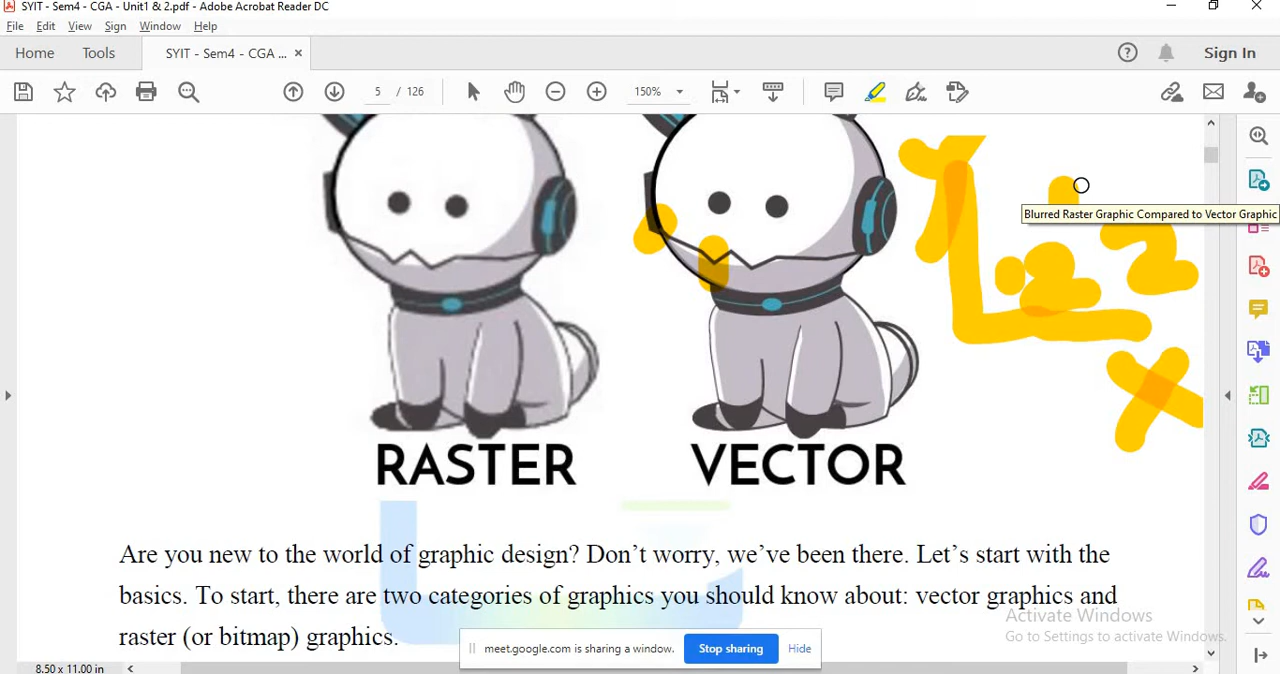 SYIT - Sem4 - CGA - Unit1 & 2.pdf - Adobe Acrobat Reader DC
File Edit View Sign Window Help
Home Tools SYIT - Sem4 - CGA ... × Sign In
5 / 126 150%
Blurred Raster Graphic Compared to Vector Graphic
RASTER VECTOR
Are you new to the world of graphic design? Don’t worry, we’ve been there. Let’s start with the
basics. To start, there are two categories of graphics you should know about: vector graphics and
raster (or bitmap) graphics.
Activate Windows
Go to Settings to activate Windows.
meet.google.com is sharing a window. Stop sharing Hide
8.50 x 11.00 in